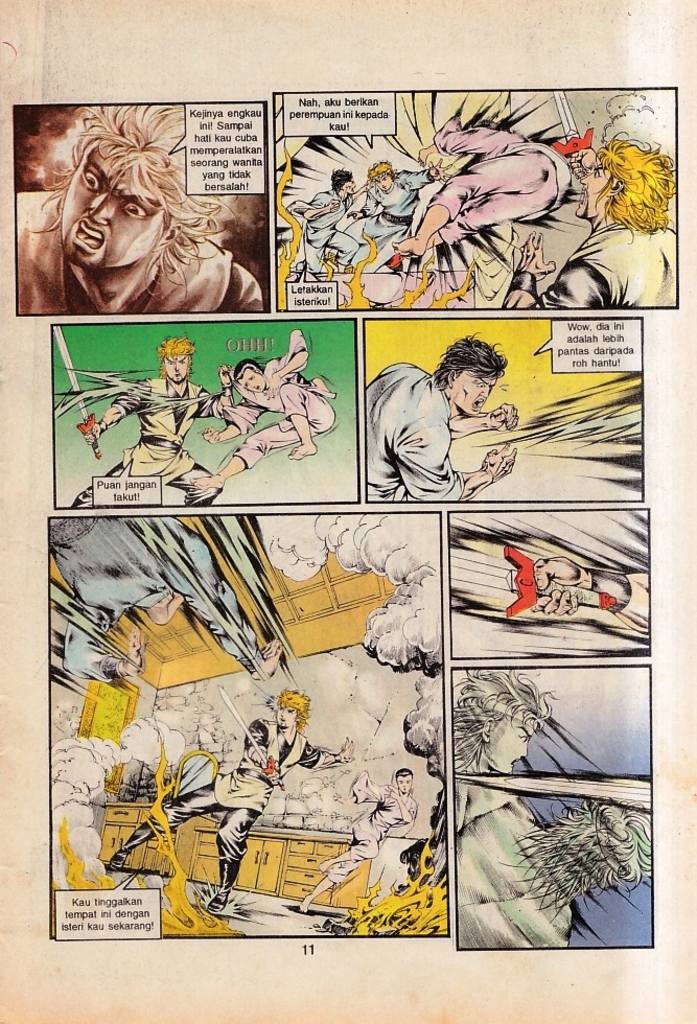 Kejinya engkau
ini! Sampai
hati kau cuba
memperalatkan
seorang wanita
yang tidak
bersalah!
Nah, aku berikan
perempuan ini kepada
kau!
Letakkan
isteriku!
OHH!
Puan jangan
takut!
Wow, dia ini
adalah lebih
pantas daripada
roh hantu!
Kau tinggalkan
tempat ini dengan
isteri kau sekarang!
11